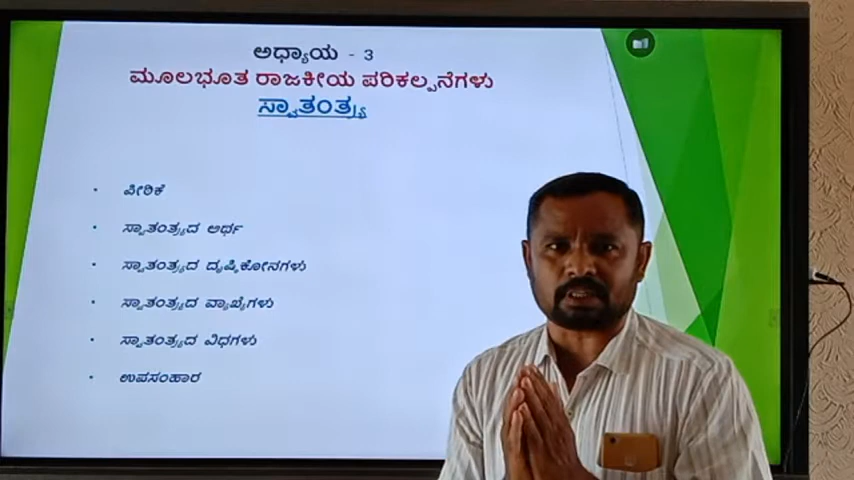 ಅಧ್ಯಾಯ - 3
ಮೂಲಭೂತ ರಾಜಕೀಯ ಪರಿಕಲ್ಪನೆಗಳು
ಸ್ವಾತಂತ್ರ್ಯ
• ಪೀಠಿಕೆ
• ಸ್ವಾತಂತ್ರ್ಯದ ಅರ್ಥ
• ಸ್ವಾತಂತ್ರ್ಯದ ದೃಷ್ಟಿಕೋನಗಳು
• ಸ್ವಾತಂತ್ರ್ಯದ ವ್ಯಾಖ್ಯೆಗಳು
• ಸ್ವಾತಂತ್ರ್ಯದ ವಿಧಗಳು
• ಉಪಸಂಹಾರ